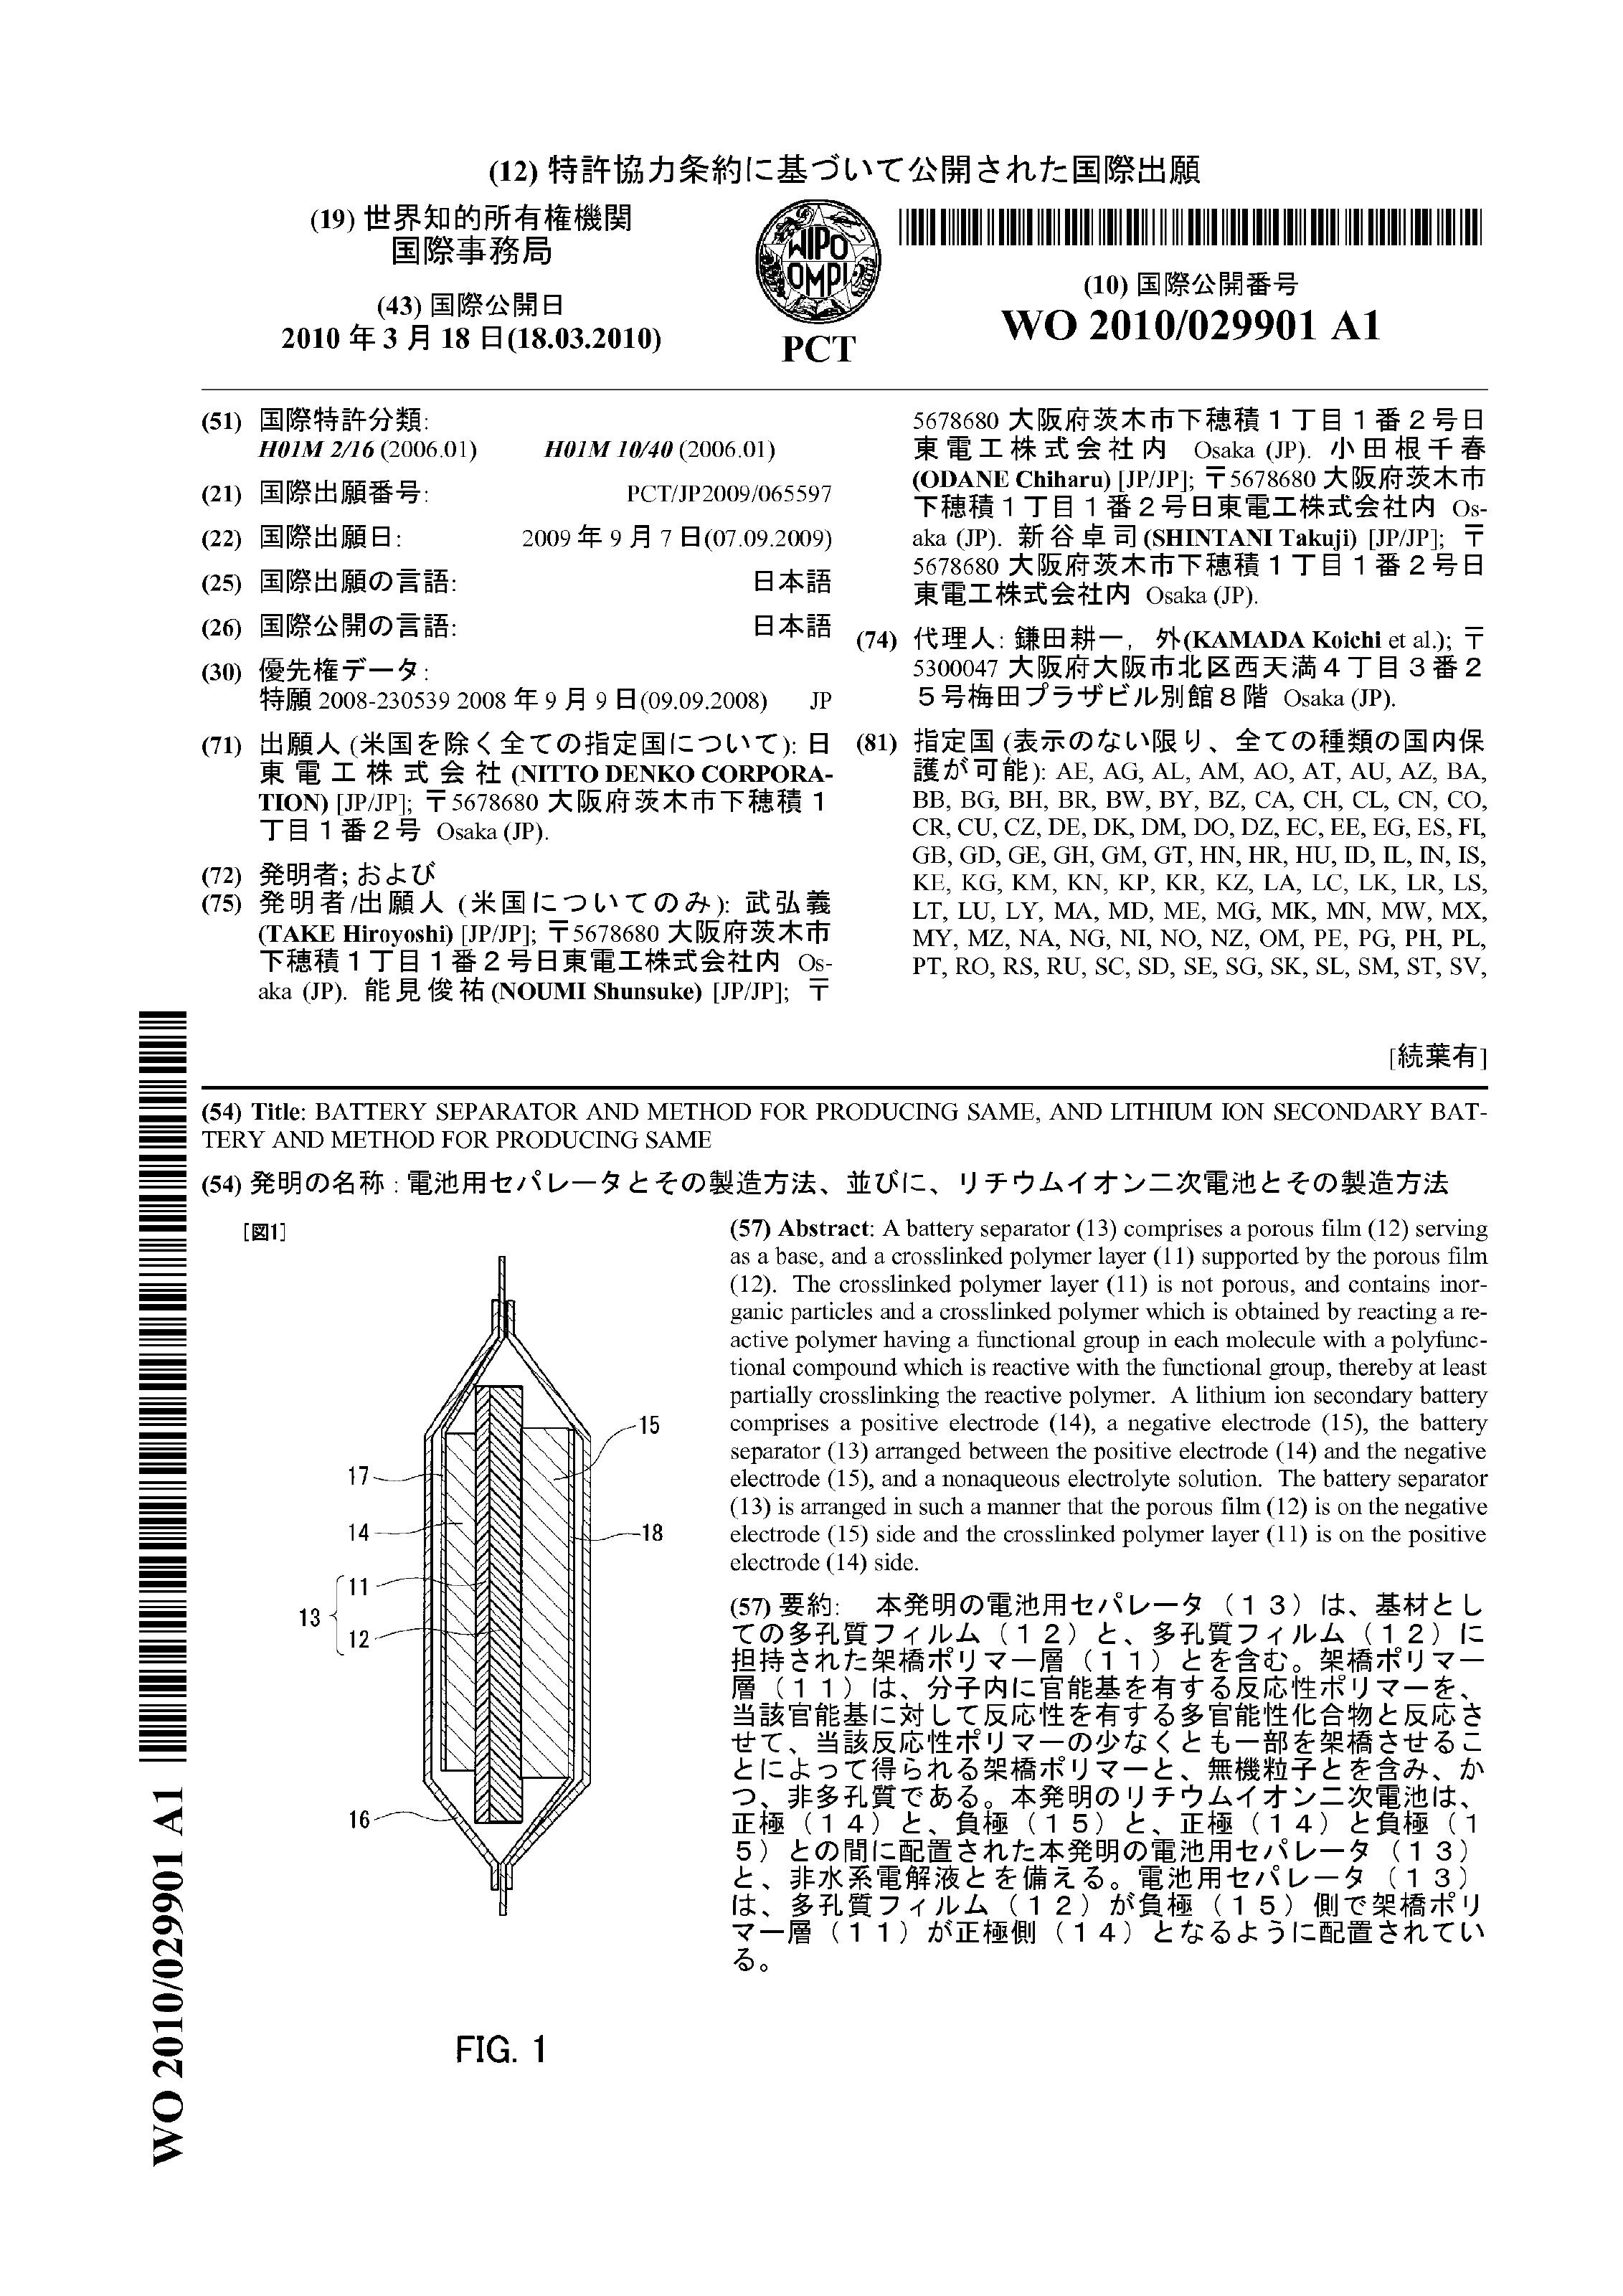 (12) 特許協力条約に基づいて公開された国際出願
(19) 世界知的所有権機関
国際事務局
(43) 国際公開日
2010 年 3 月 18 日(18.03.2010)
WIPO
OMPI
PCT
(10) 国際公開番号
WO 2010/029901 A1
(51) 国際特許分類:
H01M 2/16 (2006.01) H01M 10/40 (2006.01)
(21) 国際出願番号: PCT/JP2009/065597
(22) 国際出願日: 2009 年 9 月 7 日(07.09.2009)
(25) 国際出願の言語: 日本語
(26) 国際公開の言語: 日本語
(30) 優先権データ:
特願 2008-230539 2008 年 9 月 9 日(09.09.2008) JP
(71) 出願人 (米国を除く全ての指定国について): 日
東電工株式会社 (NITTO DENKO CORPORA-
TION) [JP/JP]; 〒5678680 大阪府茨木市下穂積1
丁目1番2号 Osaka (JP).
(72) 発明者; および
(75) 発明者/出願人 (米国についてのみ): 武弘義
(TAKE Hiroyoshi) [JP/JP]; 〒5678680 大阪府茨木市
下穂積1丁目1番2号日東電工株式会社内 Os-
aka (JP). 能見俊祐 (NOUMI Shunsuke) [JP/JP]; 〒
5678680 大阪府茨木市下穂積1丁目1番2号日
東電工株式会社内 Osaka (JP). 小田根千春
(ODANE Chiharu) [JP/JP]; 〒5678680 大阪府茨木市
下穂積1丁目1番2号日東電工株式会社内 Os-
aka (JP). 新谷卓司 (SHINTANI Takuji) [JP/JP]; 〒
5678680 大阪府茨木市下穂積1丁目1番2号日
東電工株式会社内 Osaka (JP).
(74) 代理人: 鎌田耕一, 外(KAMADA Koichi et al.); 〒
5300047 大阪府大阪市北区西天満4丁目3番2
5号梅田プラザビル別館8階 Osaka (JP).
(81) 指定国 (表示のない限り、全ての種類の国内保
護が可能): AE, AG, AL, AM, AO, AT, AU, AZ, BA,
BB, BG, BH, BR, BW, BY, BZ, CA, CH, CL, CN, CO,
CR, CU, CZ, DE, DK, DM, DO, DZ, EC, EE, EG, ES, FI,
GB, GD, GE, GH, GM, GT, HN, HR, HU, ID, IL, IN, IS,
KE, KG, KM, KN, KP, KR, KZ, LA, LC, LK, LR, LS,
LT, LU, LY, MA, MD, ME, MG, MK, MN, MW, MX,
MY, MZ, NA, NG, NI, NO, NZ, OM, PE, PG, PH, PL,
PT, RO, RS, RU, SC, SD, SE, SG, SK, SL, SM, ST, SV,
[続葉有]
(54) Title: BATTERY SEPARATOR AND METHOD FOR PRODUCING SAME, AND LITHIUM ION SECONDARY BAT-
TERY AND METHOD FOR PRODUCING SAME
(54) 発明の名称 : 電池用セパレータとその製造方法、並びに、リチウムイオン二次電池とその製造方法
[図1]
15
17
14
18
11
13
12
16
FIG. 1
(57) Abstract: A battery separator (13) comprises a porous film (12) serving
as a base, and a crosslinked polymer layer (11) supported by the porous film
(12). The crosslinked polymer layer (11) is not porous, and contains inor-
ganic particles and a crosslinked polymer which is obtained by reacting a re-
active polymer having a functional group in each molecule with a polyfunc-
tional compound which is reactive with the functional group, thereby at least
partially crosslinking the reactive polymer. A lithium ion secondary battery
comprises a positive electrode (14), a negative electrode (15), the battery
separator (13) arranged between the positive electrode (14) and the negative
electrode (15), and a nonaqueous electrolyte solution. The battery separator
(13) is arranged in such a manner that the porous film (12) is on the negative
electrode (15) side and the crosslinked polymer layer (11) is on the positive
electrode (14) side.
(57) 要約: 本発明の電池用セパレータ(13)は、基材とし
ての多孔質フィルム(12)と、多孔質フィルム(12)に
担持された架橋ポリマー層(11)とを含む。架橋ポリマー
層(11)は、分子内に官能基を有する反応性ポリマーを、
当該官能基に対して反応性を有する多官能性化合物と反応さ
せて、当該反応性ポリマーの少なくとも一部を架橋させるこ
とによって得られる架橋ポリマーと、無機粒子とを含み、か
つ、非多孔質である。本発明のリチウムイオン二次電池は、
正極(14)と、負極(15)と、正極(14)と負極(1
5)との間に配置された本発明の電池用セパレータ(13)
と、非水系電解液とを備える。電池用セパレータ(13)
は、多孔質フィルム(12)が負極(15)側で架橋ポリ
マー層(11)が正極側(14)となるように配置されてい
る。
WO 2010/029901 A1